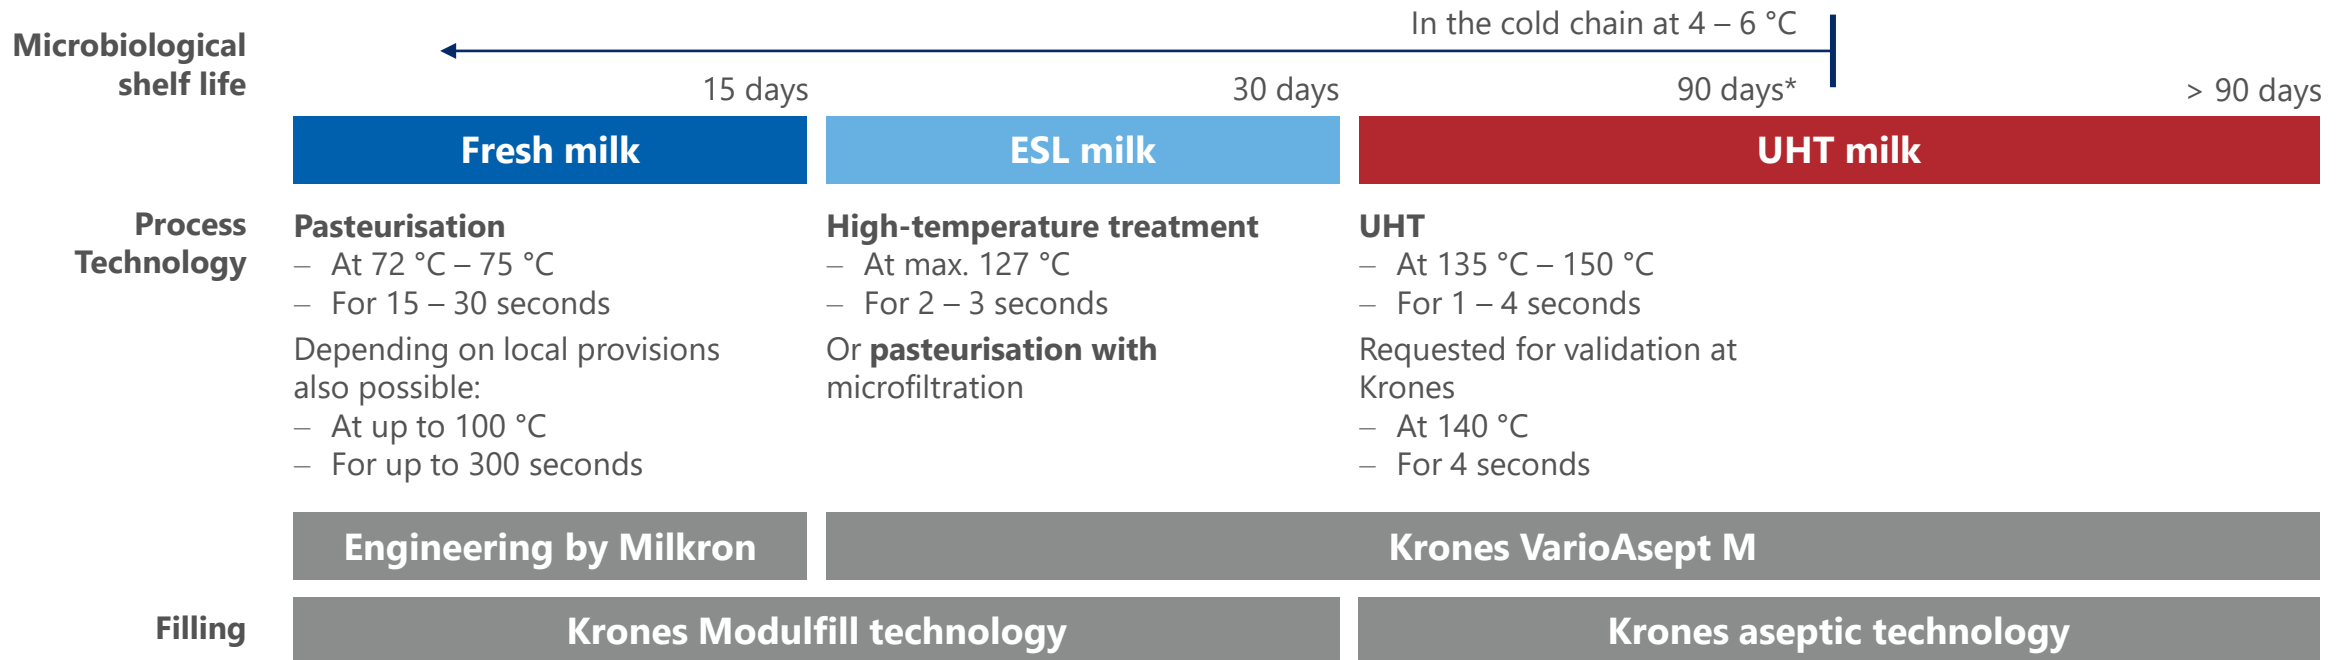 Microbiological
shelf life
In the cold chain at 4 – 6 °C
15 days
30 days
90 days*
> 90 days
Fresh milk
ESL milk
UHT milk
Process
Technology
Pasteurisation
– At 72 °C – 75 °C
– For 15 – 30 seconds
Depending on local provisions
also possible:
– At up to 100 °C
– For up to 300 seconds
High-temperature treatment
– At max. 127 °C
– For 2 – 3 seconds
Or pasteurisation with
microfiltration
UHT
– At 135 °C – 150 °C
– For 1 – 4 seconds
Requested for validation at
Krones
– At 140 °C
– For 4 seconds
Engineering by Milkron
Krones VarioAsept M
Filling
Krones Modulfill technology
Krones aseptic technology